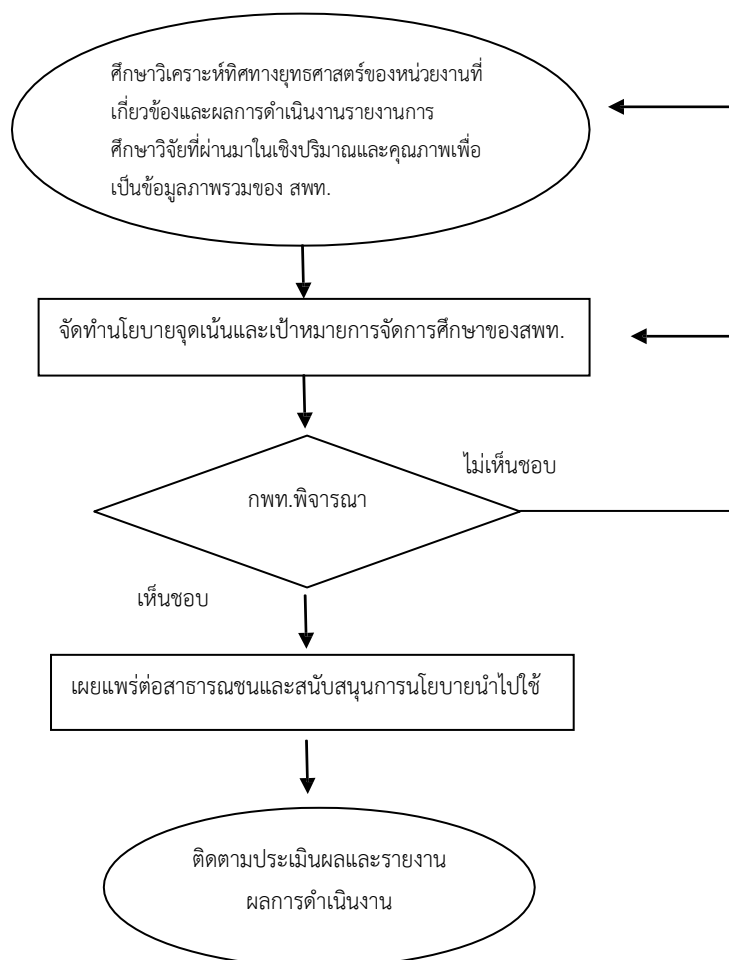 ศึกษาวิเคราะห์ทิศทางยุทธศาสตร์ของหน่วยงานที่
เกี่ยวข้องและผลการดำเนินงานรายงานการ
ศึกษาวิจัยที่ผ่านมาในเชิงปริมาณและคุณภาพเพื่อ
เป็นข้อมูลภาพรวมของ สพท.
จัดทำนโยบายจุดเน้นและเป้าหมายการจัดการศึกษาของสพท.
ไม่เห็นชอบ
กพท.พิจารณา
เห็นชอบ
เผยแพร่ต่อสาธารณชนและสนับสนุนการนโยบายนำไปใช้
ติดตามประเมินผลและรายงาน
ผลการดำเนินงาน